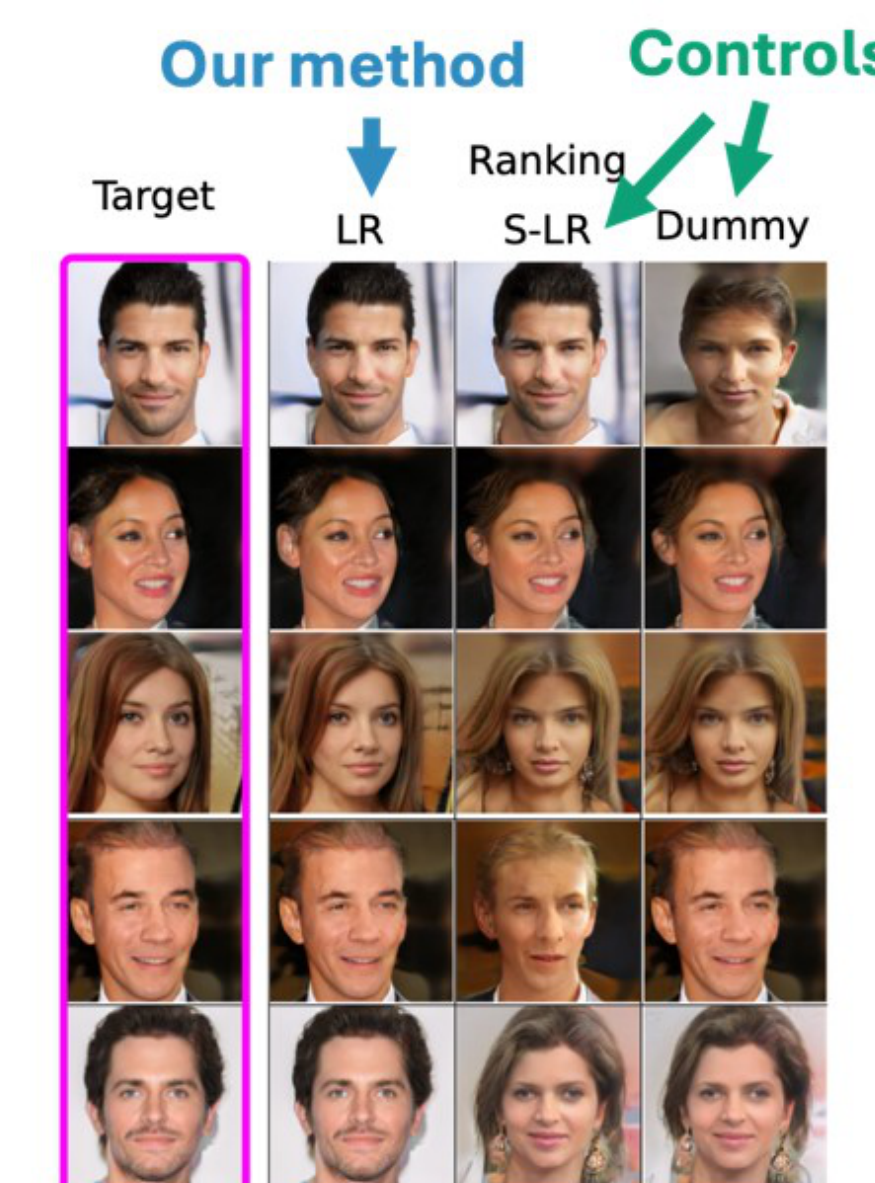 Our method
Controls
Ranking
Target
LR
S-LR
Dummy